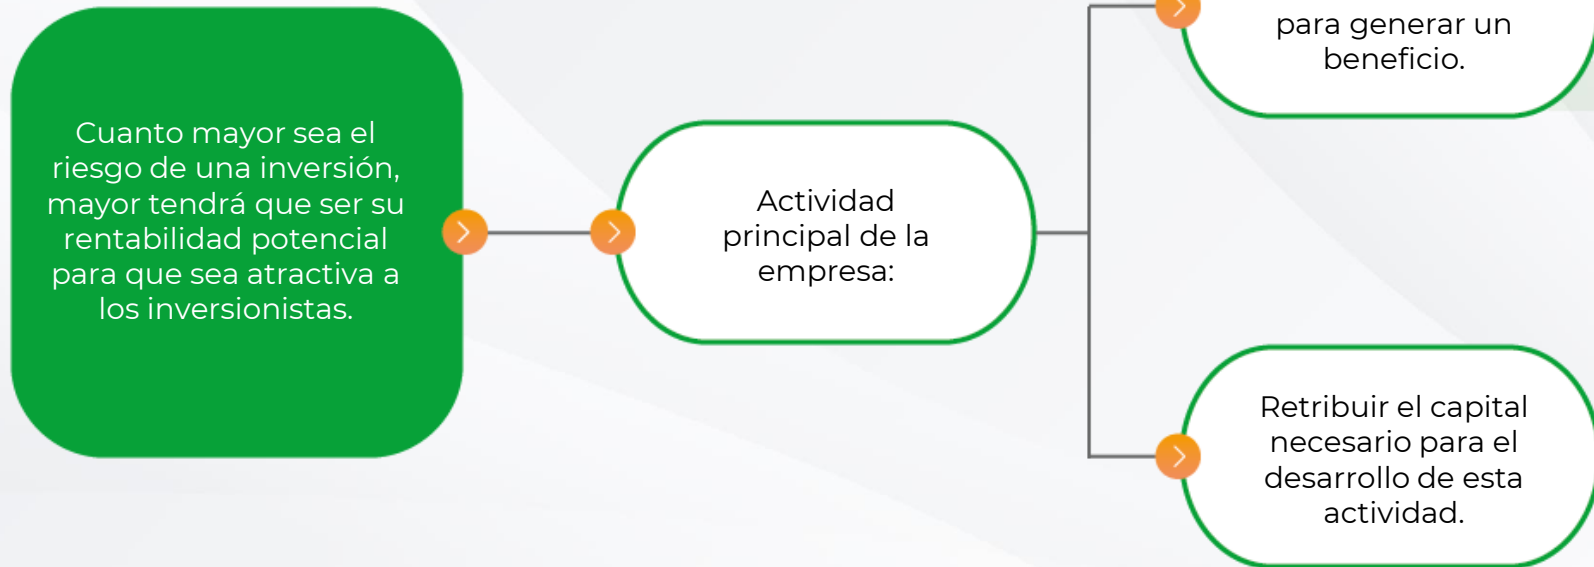 Cuanto mayor sea el
riesgo de una inversión,
mayor tendrá que ser su
rentabilidad potencial
para que sea atractiva a
los inversionistas.
Actividad
principal de la
empresa:
para generar un
beneficio.
Retribuir el capital
necesario para el
desarrollo de esta
actividad.